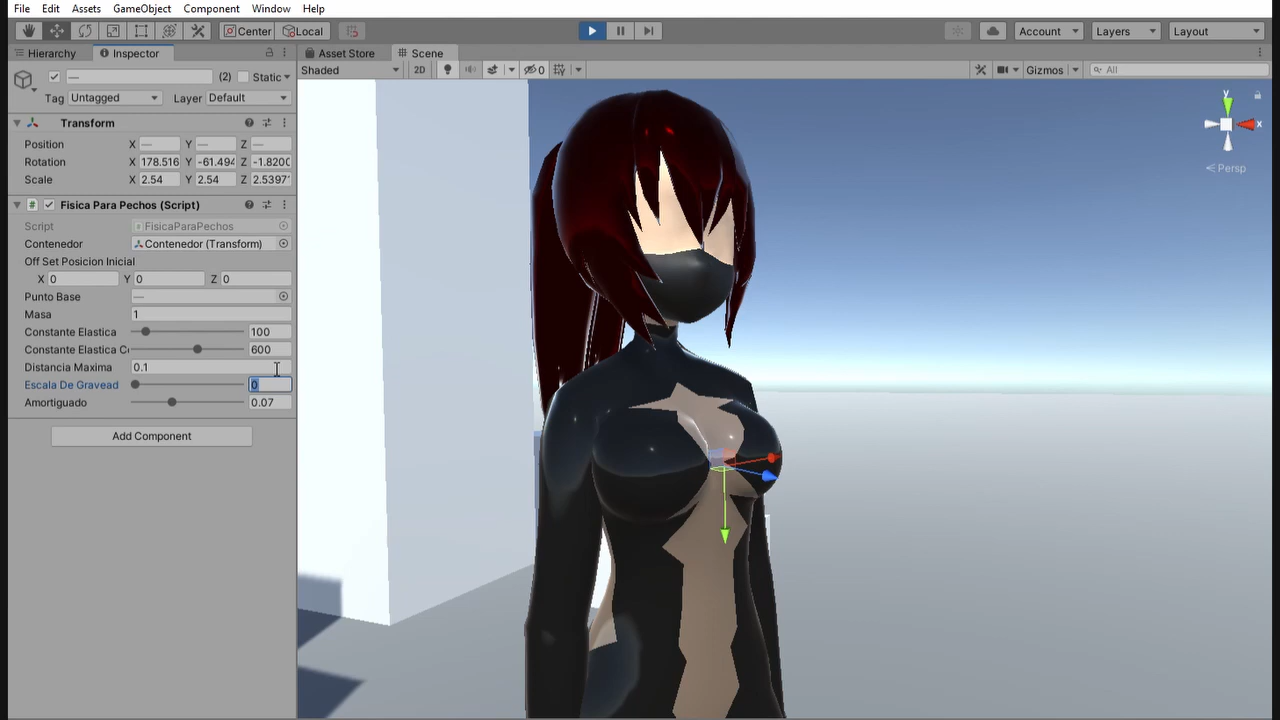 File Edit Assets GameObject Component Window Help
Center Local Account Layers Layout
Hierarchy Inspector Asset Store Scene
Shaded 2D 0 Gizmos All
— (2) Static
Tag Untagged Layer Default
Transform
Position X — Y — Z —
Rotation X 178.516 Y -61.494 Z -1.820
Scale X 2.54 Y 2.54 Z 2.5397
Fisica Para Pechos (Script)
Script FisicaParaPechos
Contenedor Contenedor (Transform)
Off Set Posicion Inicial
X 0 Y 0 Z 0
Punto Base —
Masa 1
Constante Elastica 100
Constante Elastica C 600
Distancia Maxima 0.1
Escala De Gravead 0
Amortiguado 0.07
Add Component
y
x
Persp